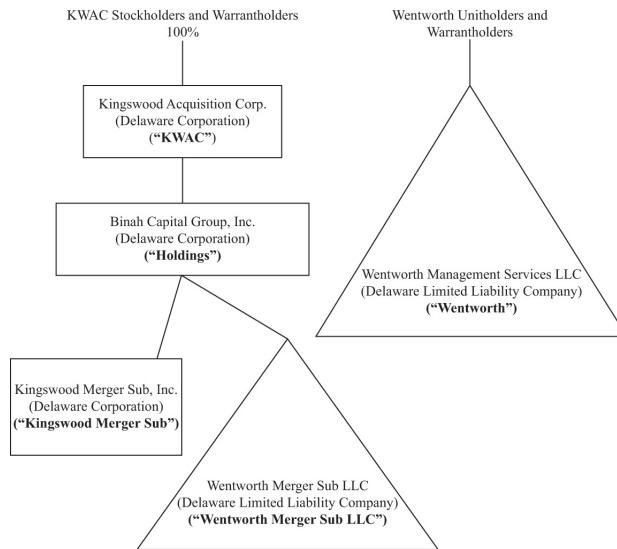 KWAC Stockholders and Warrantholders
100%
Wentworth Unitholders and
Warrantholders
Kingswood Acquisition Corp.
(Delaware Corporation)
(“KWAC”)
Binah Capital Group, Inc.
(Delaware Corporation)
(“Holdings”)
Wentworth Management Services LLC
(Delaware Limited Liability Company)
(“Wentworth”)
Kingswood Merger Sub, Inc.
(Delaware Corporation)
(“Kingswood Merger Sub”)
Wentworth Merger Sub LLC
(Delaware Limited Liability Company)
(“Wentworth Merger Sub LLC”)